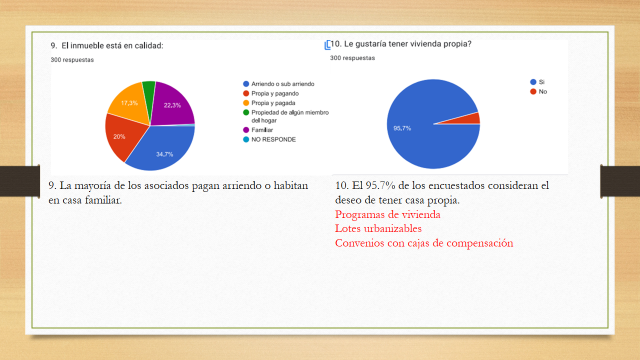 9. El inmueble está en calidad:
300 respuestas
17,3%
22,3%
20%
34,7%
Arriendo o sub arriendo
Propia y pagando
Propia y pagada
Propiedad de algún miembro
del hogar
Familiar
NO RESPONDE
9. La mayoría de los asociados pagan arriendo o habitan
en casa familiar.
10. Le gustaría tener vivienda propia?
300 respuestas
95,7%
Si
No
10. El 95.7% de los encuestados consideran el
deseo de tener casa propia.
Programas de vivienda
Lotes urbanizables
Convenios con cajas de compensación